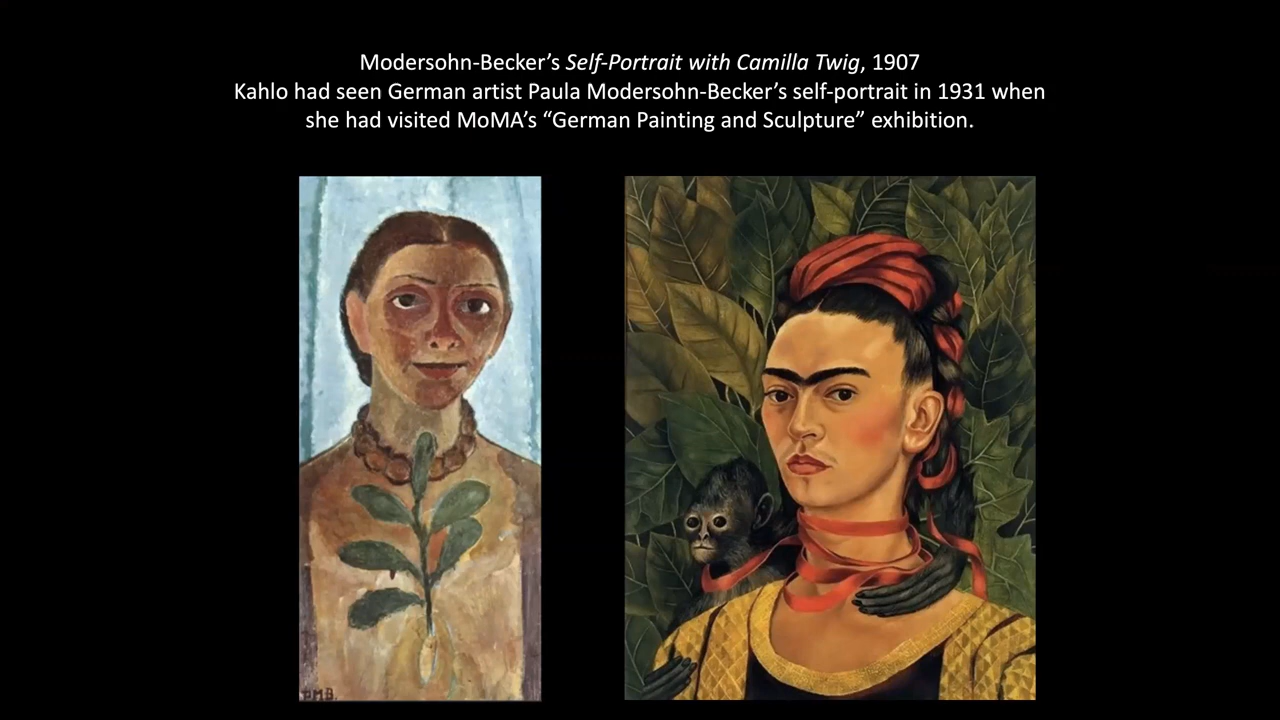 Modersohn-Becker’s Self-Portrait with Camilla Twig, 1907
Kahlo had seen German artist Paula Modersohn-Becker’s self-portrait in 1931 when
she had visited MoMA’s “German Painting and Sculpture” exhibition.
P.M.B.